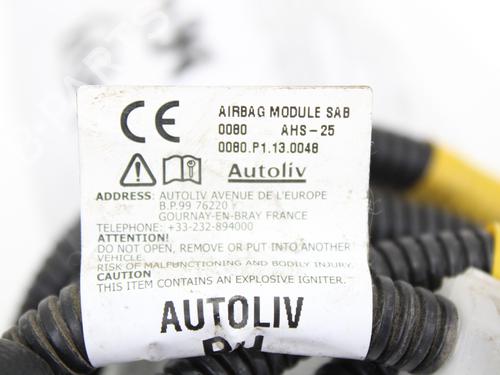 AIRBAG MODULE SAB
0080 AHS-25
0080.P1.13.0048
CE
Autoliv
ADDRESS: AUTOLIV AVENUE DE L'EUROPE
B.P.99 76220
GOURNAY-EN-BRAY FRANCE
TELEPHONE: +33-232-894000
ATTENTION!
DO NOT OPEN, REMOVE OR PUT INTO ANOTHER
VEHICLE.
RISK OF MALFUNCTIONING AND BODILY INJURY.
CAUTION
THIS ITEM CONTAINS AN EXPLOSIVE IGNITER.
AUTOLIV